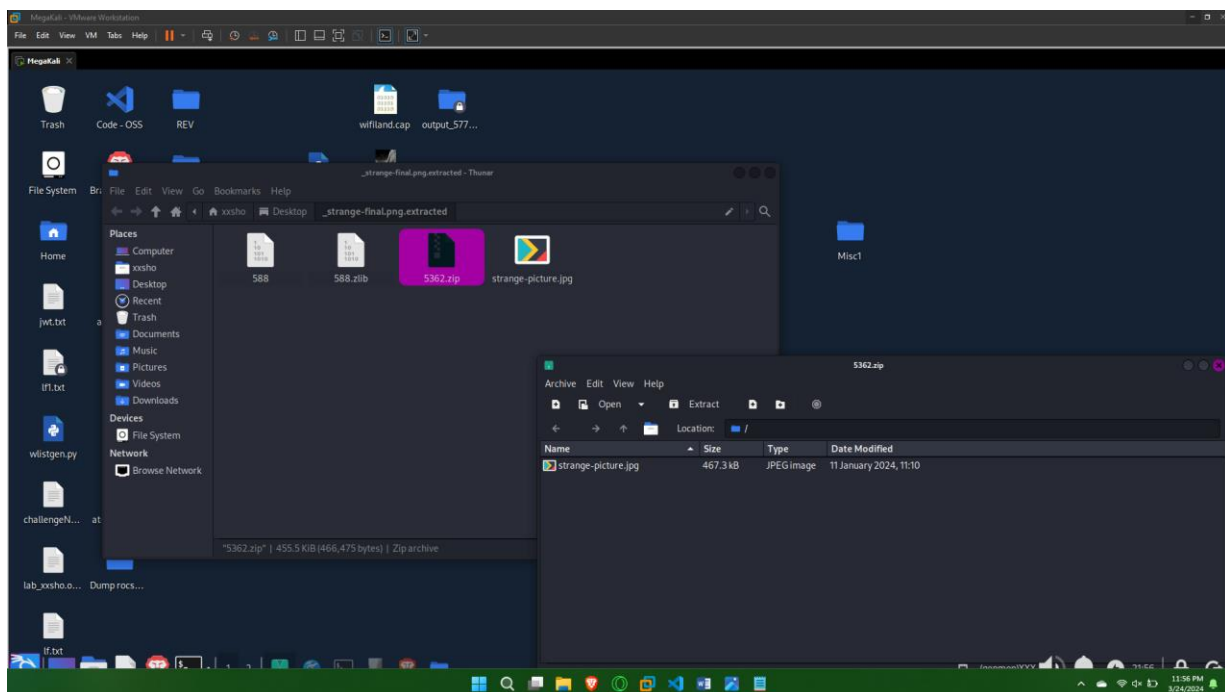 MegaKali - VMware Workstation
File Edit View VM Tabs Help
MegaKali
Trash
Code - OSS
REV
wifiland.cap
output_577...
File System
Home
jwt.txt
lf1.txt
wlistgen.py
challengeN...
at
lab_xxsho.o...
Dump rocs...
lf.txt
Misc1
_strange-final.png.extracted - Thunar
File Edit View Go Bookmarks Help
xxsho Desktop _strange-final.png.extracted
Places
Computer
xxsho
Desktop
Recent
Trash
Documents
Music
Pictures
Videos
Downloads
Devices
File System
Network
Browse Network
588
588.zlib
5362.zip
strange-picture.jpg
"5362.zip" | 455.5 KiB (466,475 bytes) | Zip archive
5362.zip
Archive Edit View Help
Open Extract
Location: /
Name Size Type Date Modified
strange-picture.jpg 467.3 kB JPEG image 11 January 2024, 11:10
21:56
11:56 PM
3/24/2024